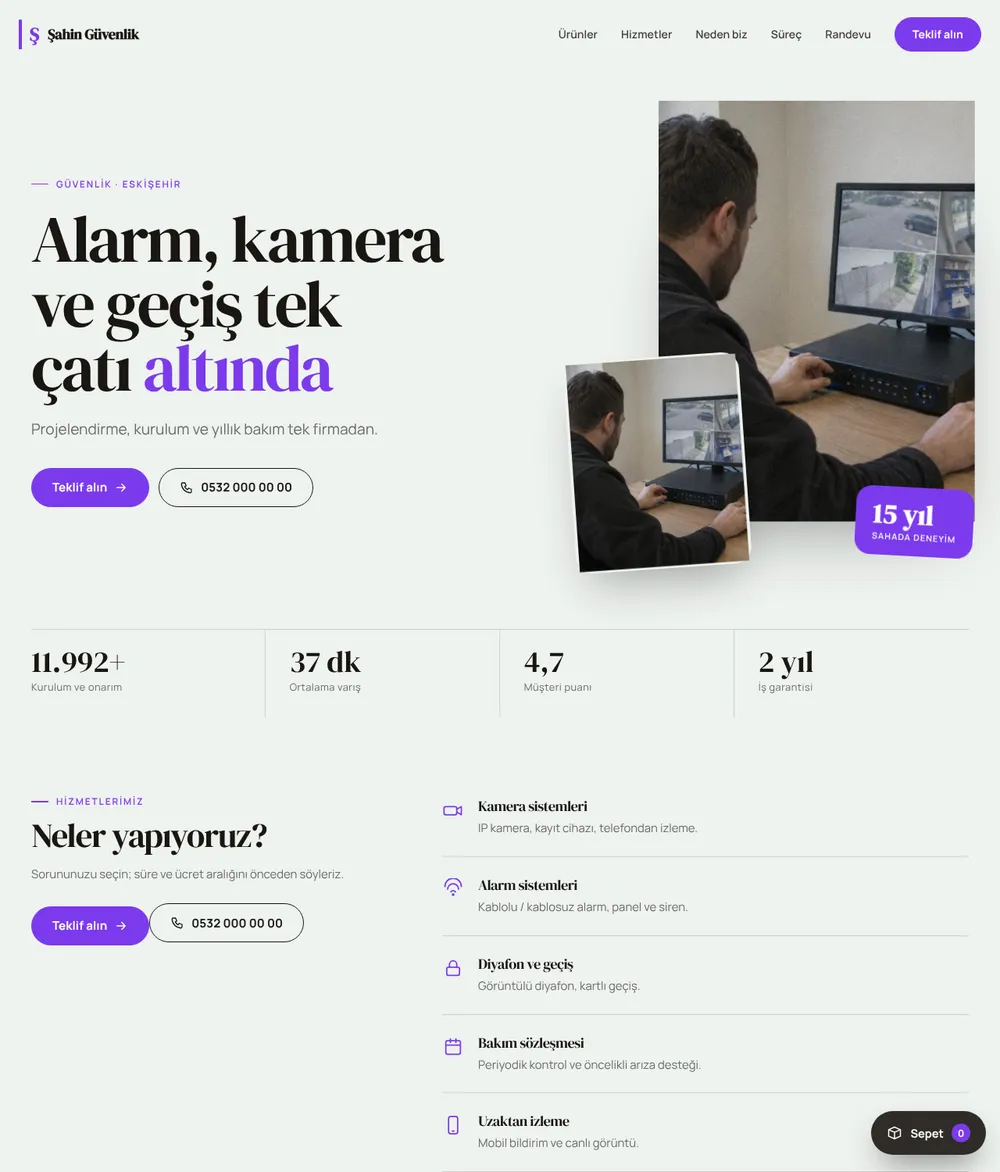 Ş Şahin Güvenlik
Ürünler Hizmetler Neden biz Süreç Randevu Teklif alın
GÜVENLİK · ESKİŞEHİR
Alarm, kamera
ve geçiş tek
çatı altında
Projelendirme, kurulum ve yıllık bakım tek firmadan.
Teklif alın → 0532 000 00 00
15 yıl
SAHADA DENEYİM
11.992+
Kurulum ve onarım
37 dk
Ortalama varış
4,7
Müşteri puanı
2 yıl
İş garantisi
HİZMETLERİMİZ
Neler yapıyoruz?
Sorununuzu seçin; süre ve ücret aralığını önceden söyleriz.
Teklif alın → 0532 000 00 00
Kamera sistemleri
IP kamera, kayıt cihazı, telefondan izleme.
Alarm sistemleri
Kablolu / kablosuz alarm, panel ve siren.
Diyafon ve geçiş
Görüntülü diyafon, kartlı geçiş.
Bakım sözleşmesi
Periyodik kontrol ve öncelikli arıza desteği.
Uzaktan izleme
Mobil bildirim ve canlı görüntü.
Sepet 0